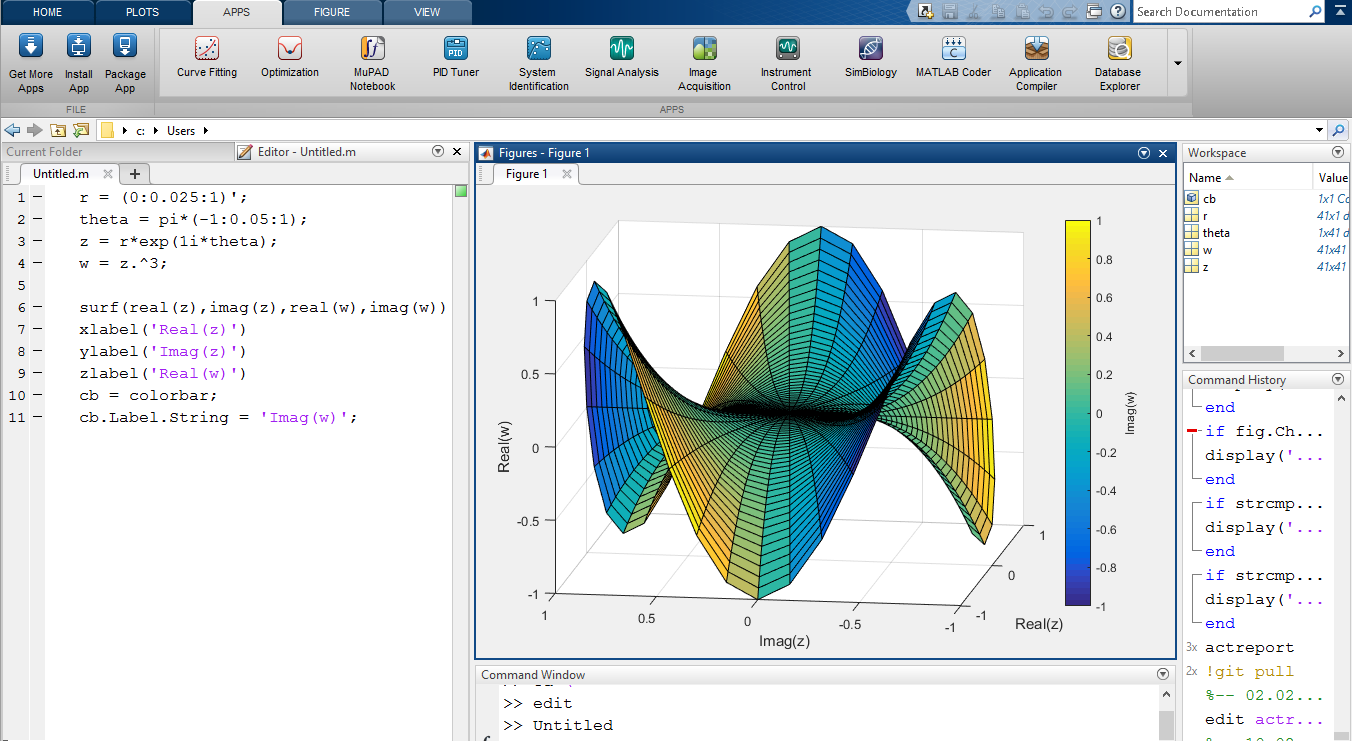 HOME PLOTS APPS FIGURE VIEW Search Documentation
Get More Apps
Install App
Package App
Curve Fitting
Optimization
MuPAD Notebook
PID Tuner
System Identification
Signal Analysis
Image Acquisition
Instrument Control
SimBiology
MATLAB Coder
Application Compiler
Database Explorer
FILE APPS
c: Users
Current Folder
Editor - Untitled.m
Untitled.m
1 r = (0:0.025:1)';
2 theta = pi*(-1:0.05:1);
3 z = r*exp(1i*theta);
4 w = z.^3;
5
6 surf(real(z),imag(z),real(w),imag(w))
7 xlabel('Real(z)')
8 ylabel('Imag(z)')
9 zlabel('Real(w)')
10 cb = colorbar;
11 cb.Label.String = 'Imag(w)';
Figures - Figure 1
Figure 1
1
0.5
0
-0.5
-1
Real(w)
1
0.5
0
-0.5
-1
Imag(z)
-1
0
1
Real(z)
1
0.8
0.6
0.4
0.2
0
-0.2
-0.4
-0.6
-0.8
-1
Imag(w)
Command Window
>> edit
>> Untitled
Workspace
Name Value
cb 1x1 Co
r 41x1 d
theta 1x41 d
w 41x41
z 41x41
Command History
end
if fig.Ch...
display('...
end
if strcmp...
display('...
end
if strcmp...
display('...
end
3x actreport
2x !git pull
%-- 02.02...
edit actr...